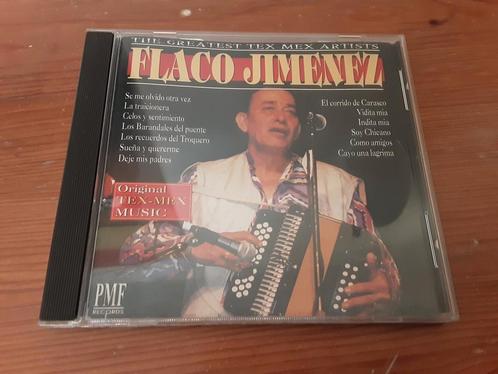 THE GREATEST TEX MEX ARTISTS
FLACO JIMENEZ
Se me olvido otra vez
La traicionera
Celos y sentimiento
Los Barandales del puente
Los recuerdos del Troquero
Sueña y quiererme
Deje mis padres
El corrido de Carasco
Vidita mia
Indita mia
Soy Chicano
Como amigos
Cayo una lagrima
Original
TEX-MEX
MUSIC
PMF
RECORDS